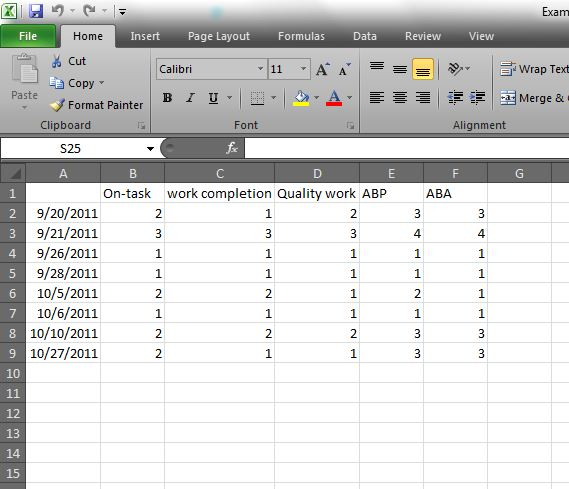 Exam
File Home Insert Page Layout Formulas Data Review View
Cut
Copy
Format Painter
Paste
Calibri 11 A A
B I U A
Wrap Text
Merge &
Clipboard Font Alignment
S25 fx
A B C D E F G
1 On-task work completion Quality work ABP ABA
2 9/20/2011 2 1 2 3 3
3 9/21/2011 3 3 3 4 4
4 9/26/2011 1 1 1 1 1
5 9/28/2011 1 1 1 1 1
6 10/5/2011 2 2 1 2 1
7 10/6/2011 1 1 1 1 1
8 10/10/2011 2 2 2 3 3
9 10/27/2011 2 1 1 3 3
10
11
12
13
14
15